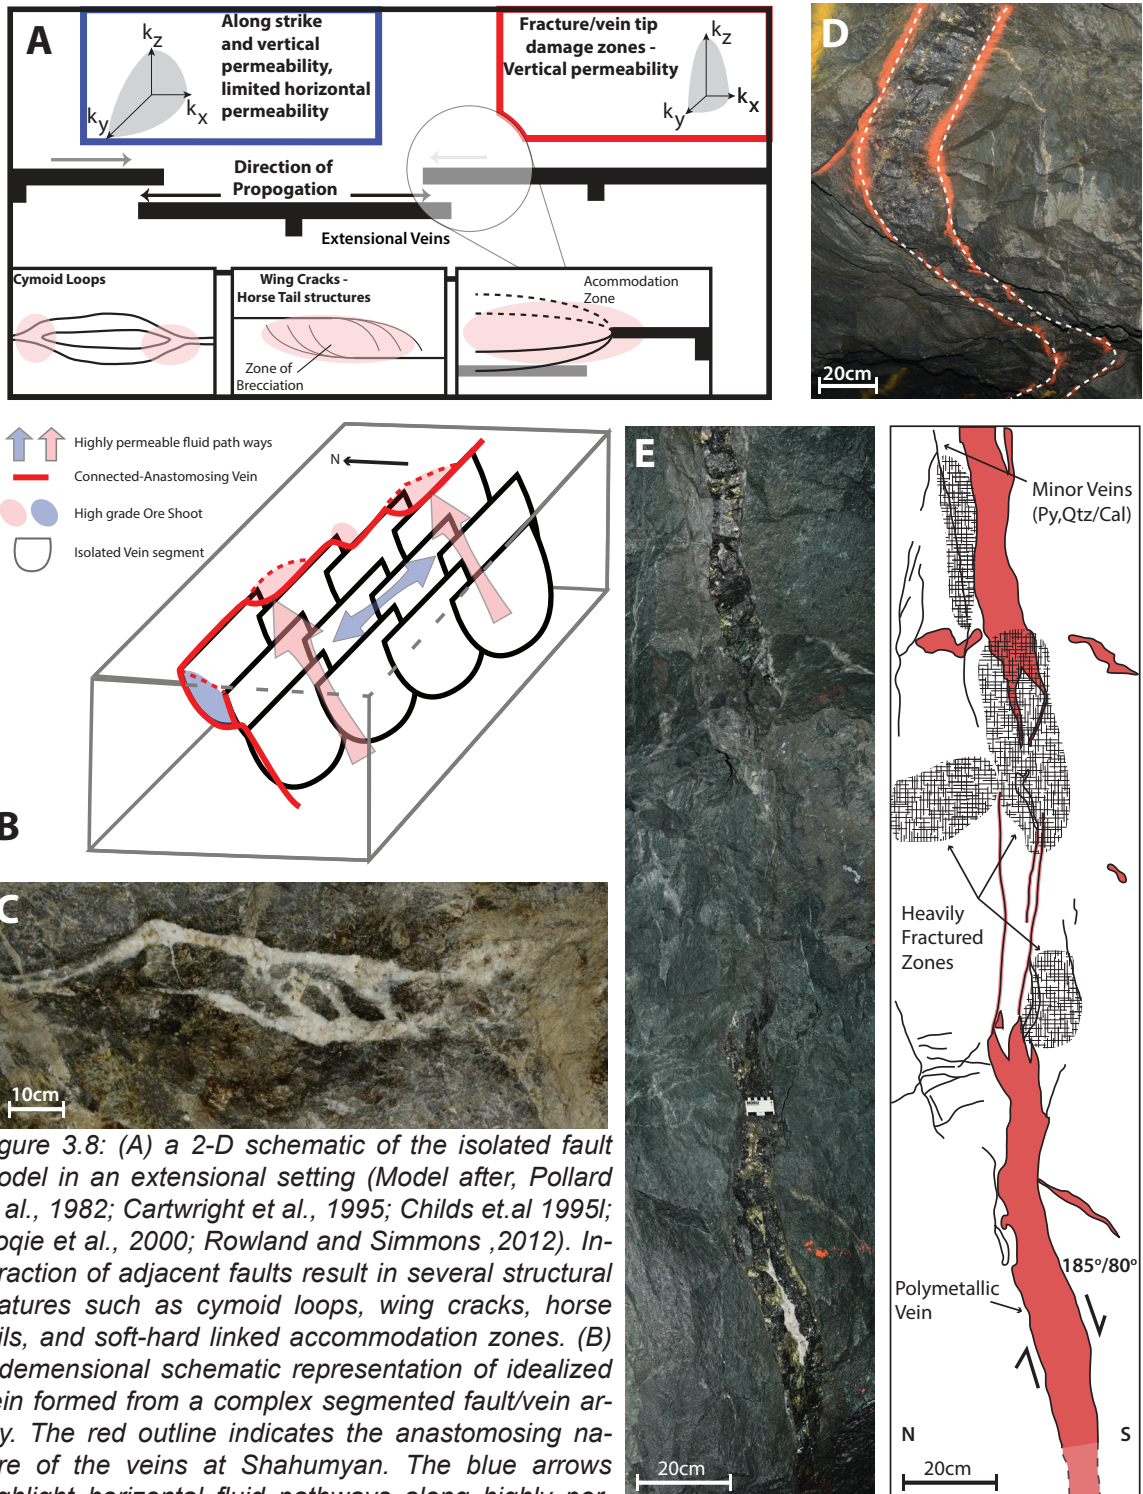 A
Along strike
and vertical
permeability,
limited horizontal
permeability
kz
ky
kx
Fracture/vein tip
damage zones -
Vertical permeability
kz
ky
kx
Direction of
Propogation
Extensional Veins
Cymoid Loops
Wing Cracks -
Horse Tail structures
Zone of
Brecciation
Acommodation
Zone
D
20cm
Highly permeable fluid path ways
Connected-Anastomosing Vein
High grade Ore Shoot
Isolated Vein segment
N
B
C
10cm
E
20cm
Minor Veins
(Py,Qtz/Cal)
Heavily
Fractured
Zones
185°/80°
Polymetallic
Vein
N
S
20cm
gure 3.8: (A) a 2-D schematic of the isolated fault
odel in an extensional setting (Model after, Pollard
al., 1982; Cartwright et al., 1995; Childs et.al 1995l;
oqie et al., 2000; Rowland and Simmons ,2012). In-
raction of adjacent faults result in several structural
atures such as cymoid loops, wing cracks, horse
ils, and soft-hard linked accommodation zones. (B)
demensional schematic representation of idealized
ein formed from a complex segmented fault/vein ar-
y. The red outline indicates the anastomosing na-
re of the veins at Shahumyan. The blue arrows
ghlight horizontal fluid pathways along highly per-